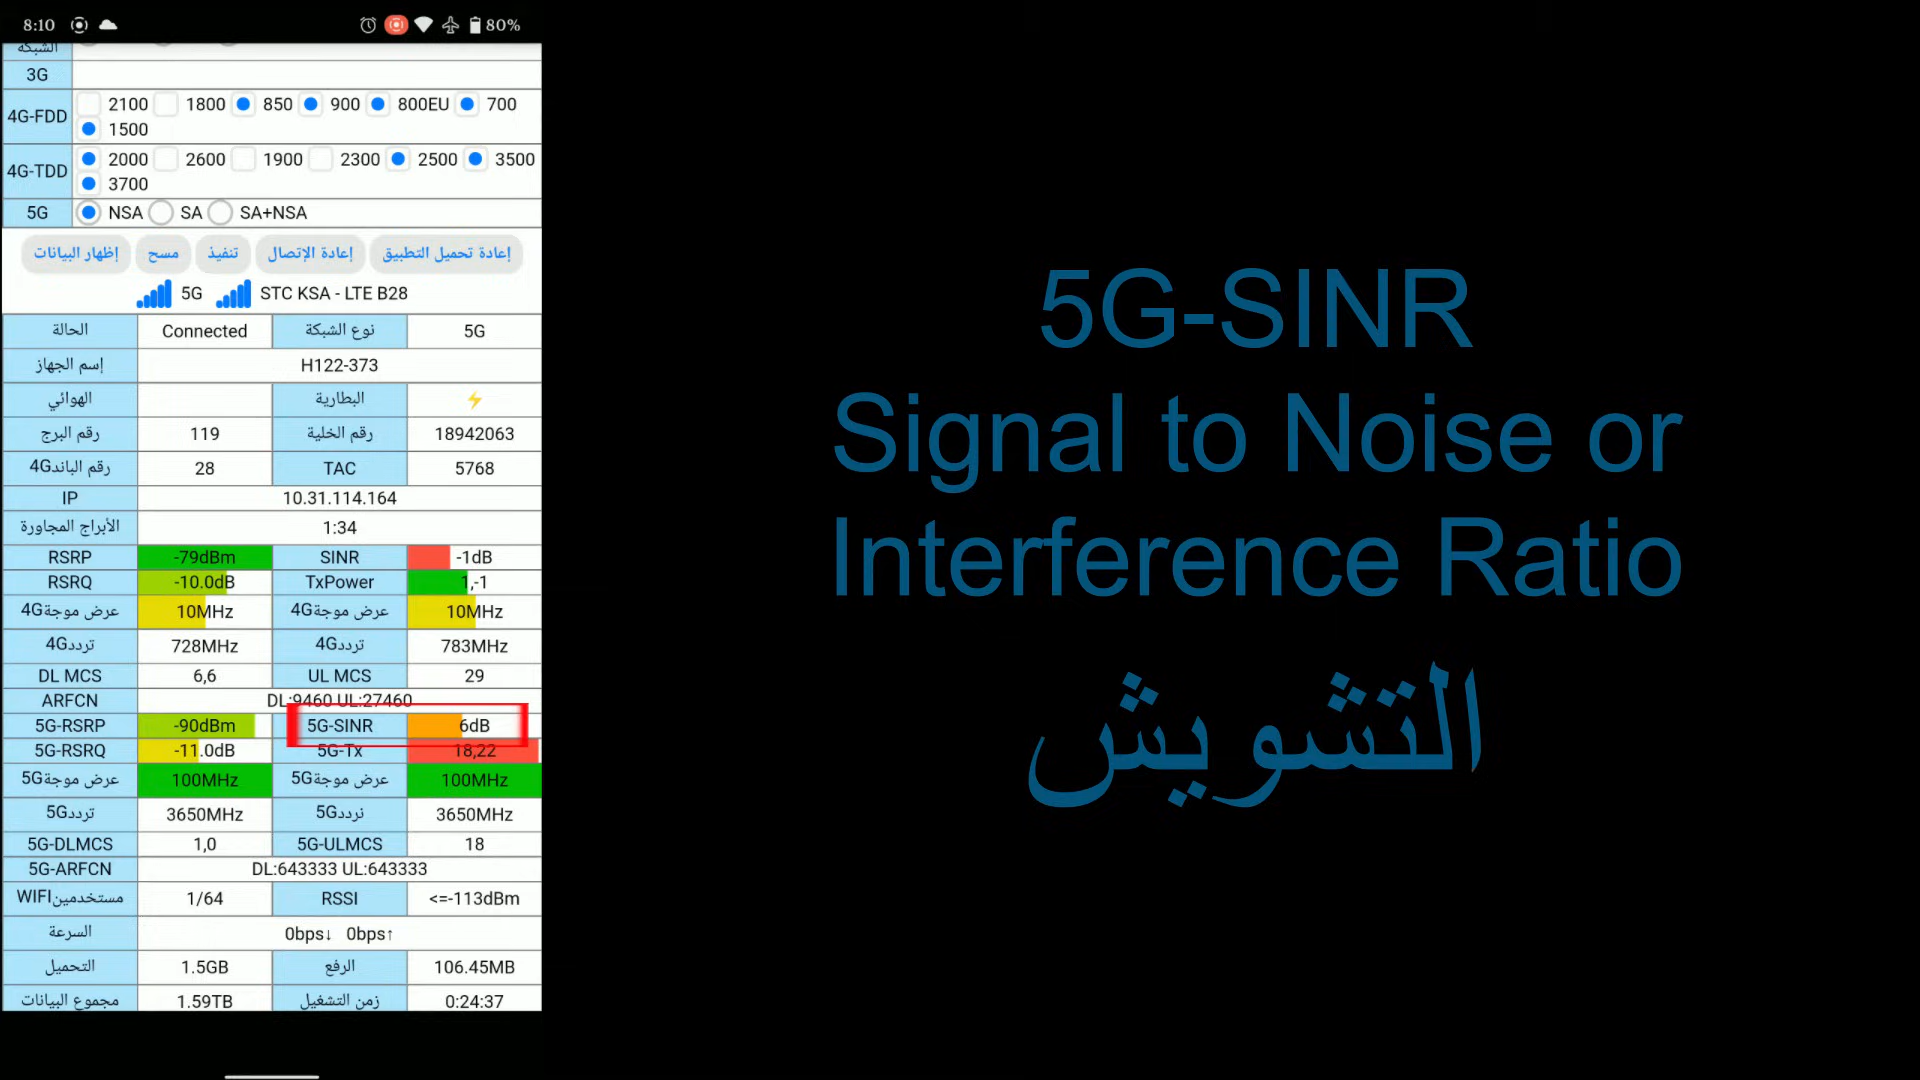 8:10 80%
الشبكة
3G
4G-FDD 2100 1800 850 900 800EU 700
1500
4G-TDD 2000 2600 1900 2300 2500 3500
3700
5G NSA SA SA+NSA
إظهار البيانات مسح تنفيذ إعادة الإتصال إعادة تحميل التطبيق
5G STC KSA - LTE B28
الحالة Connected نوع الشبكة 5G
إسم الجهاز H122-373
الهوائي البطارية
رقم البرج 119 رقم الخلية 18942063
رقم الباند4G 28 TAC 5768
IP 10.31.114.164
الأبراج المجاورة 1:34
RSRP -79dBm SINR -1dB
RSRQ -10.0dB TxPower 1,-1
عرض موجة4G 10MHz عرض موجة4G 10MHz
تردد4G 728MHz تردد4G 783MHz
DL MCS 6,6 UL MCS 29
ARFCN DL:9460 UL:27460
5G-RSRP -90dBm 5G-SINR 6dB
5G-RSRQ -11.0dB 5G-Tx 18,22
عرض موجة5G 100MHz عرض موجة5G 100MHz
تردد5G 3650MHz تردد5G 3650MHz
5G-DLMCS 1,0 5G-ULMCS 18
5G-ARFCN DL:643333 UL:643333
مستخدمينWIFI 1/64 RSSI <=-113dBm
السرعة 0bps↓ 0bps↑
التحميل 1.5GB الرفع 106.45MB
مجموع البيانات 1.59TB زمن التشغيل 0:24:37
5G-SINR
Signal to Noise or
Interference Ratio
التشويش